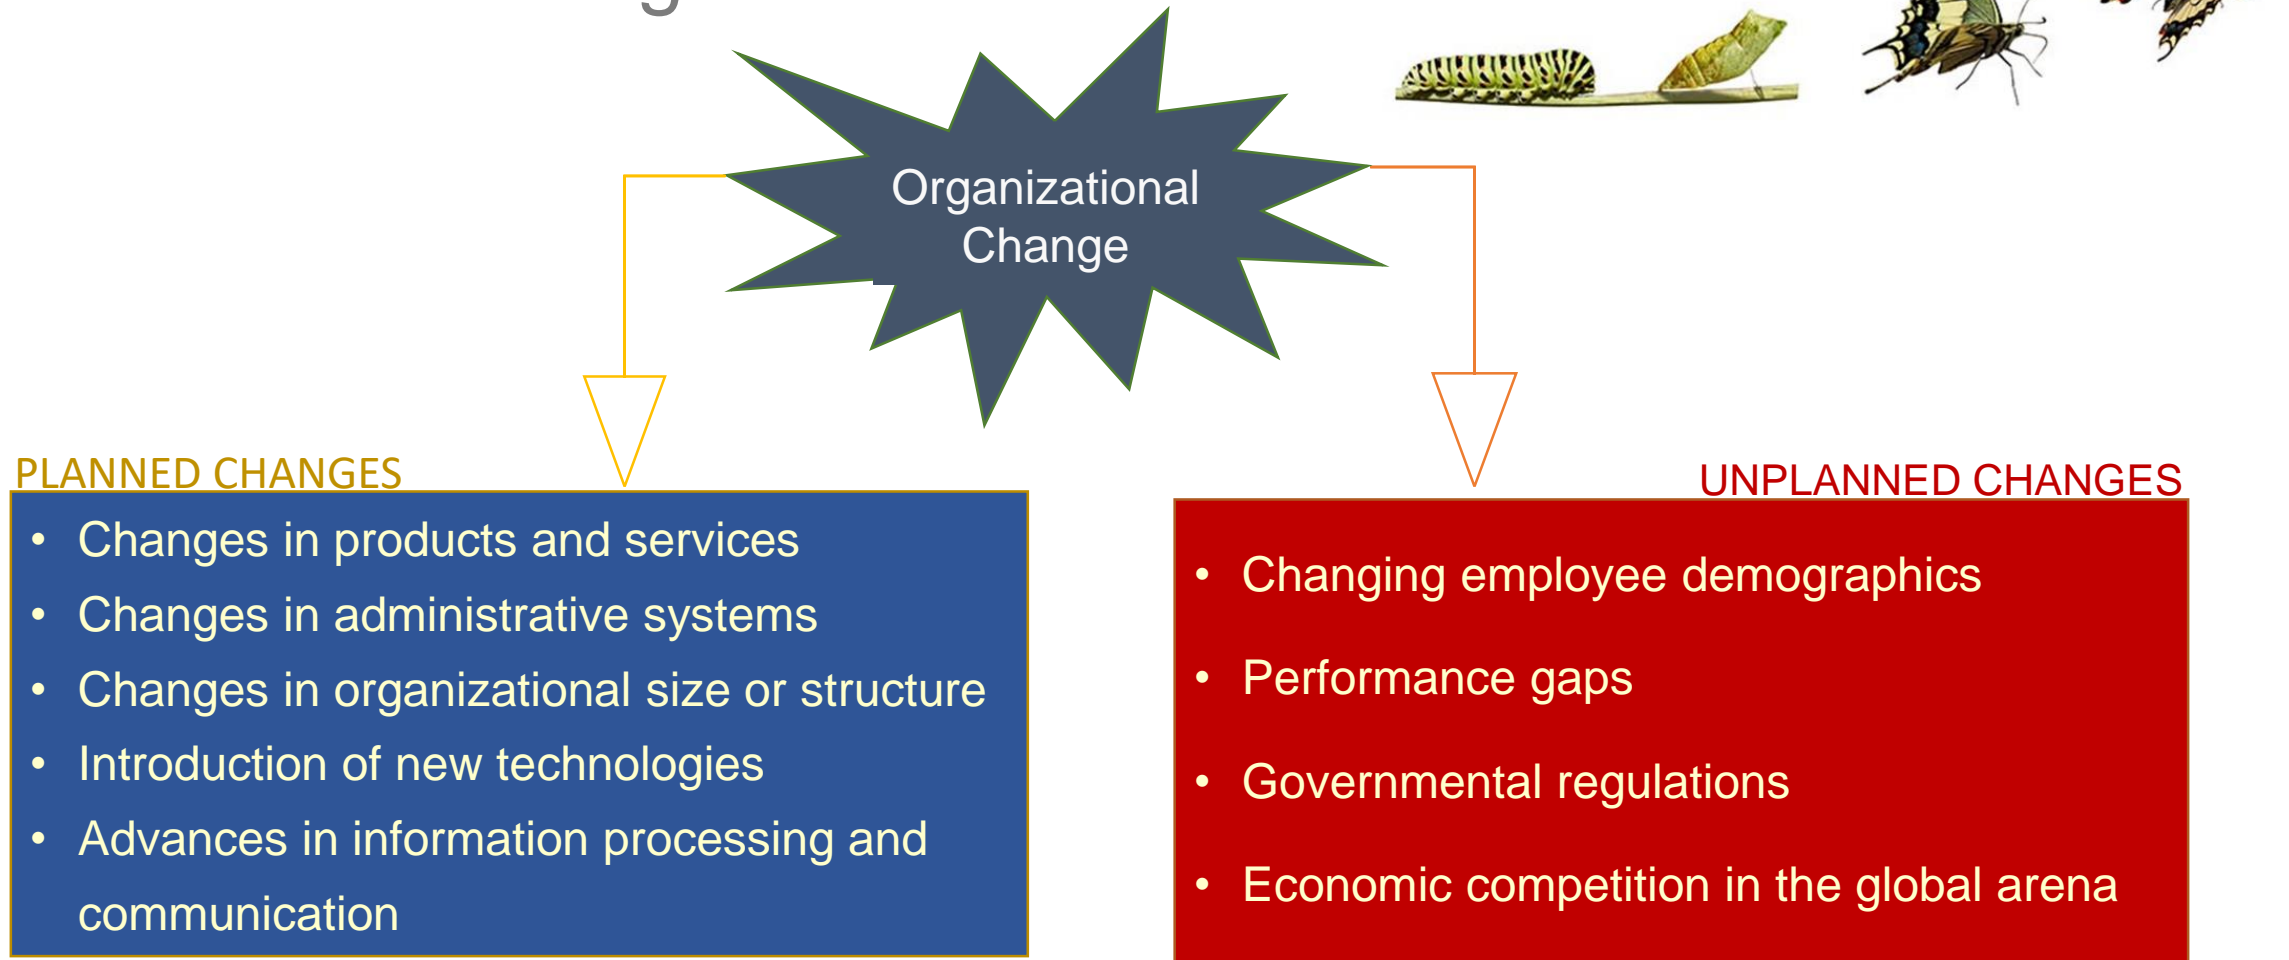 Organizational
Change
PLANNED CHANGES
• Changes in products and services
• Changes in administrative systems
• Changes in organizational size or structure
• Introduction of new technologies
• Advances in information processing and
communication
UNPLANNED CHANGES
• Changing employee demographics
• Performance gaps
• Governmental regulations
• Economic competition in the global arena